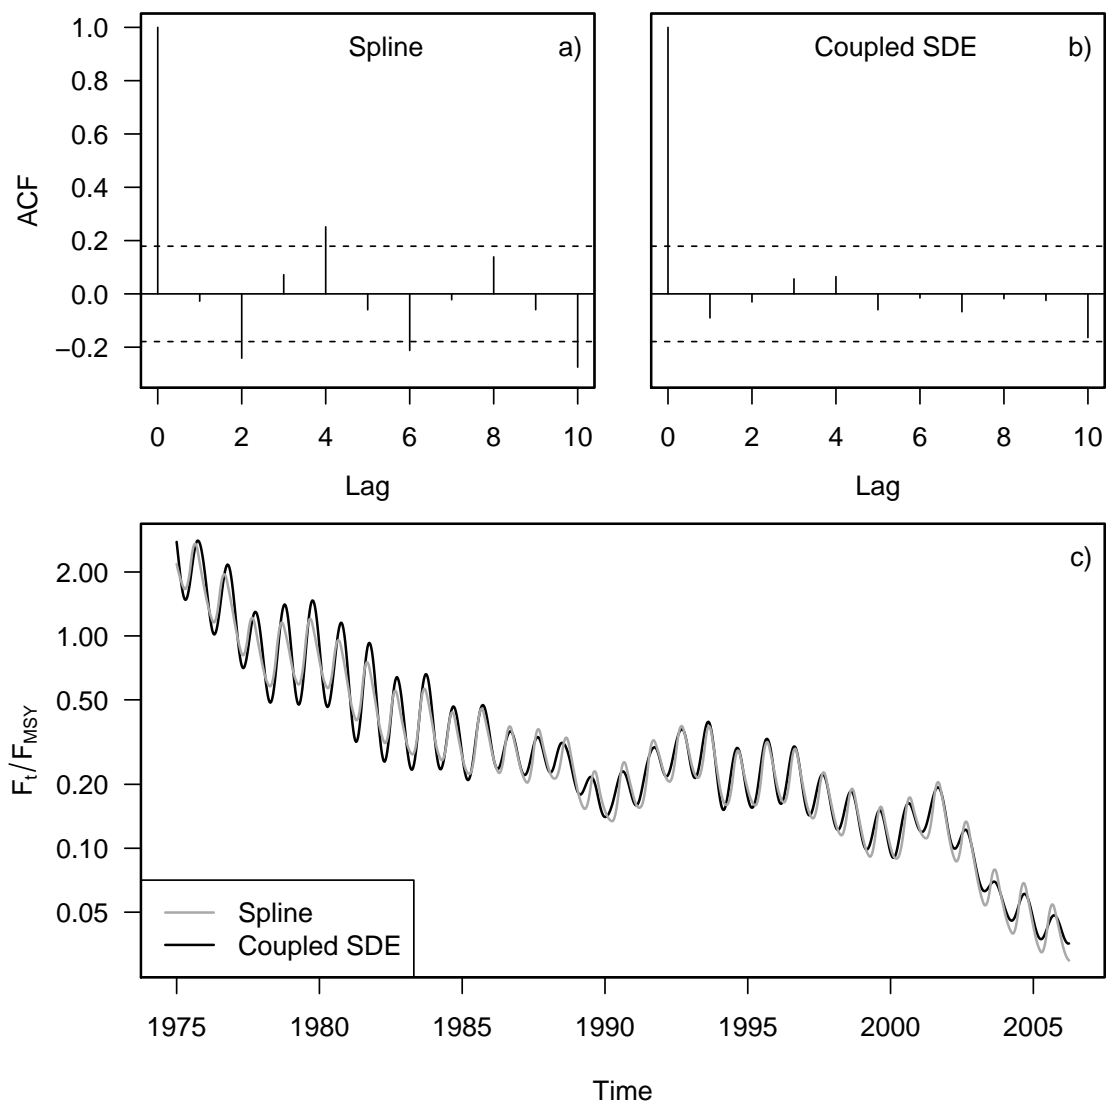 Spline a)
Coupled SDE b)
ACF
1.0
0.8
0.6
0.4
0.2
0.0
−0.2
0 2 4 6 8 10
0 2 4 6 8 10
Lag
Lag
c)
Ft/FMSY
2.00
1.00
0.50
0.20
0.10
0.05
Spline
Coupled SDE
1975 1980 1985 1990 1995 2000 2005
Time